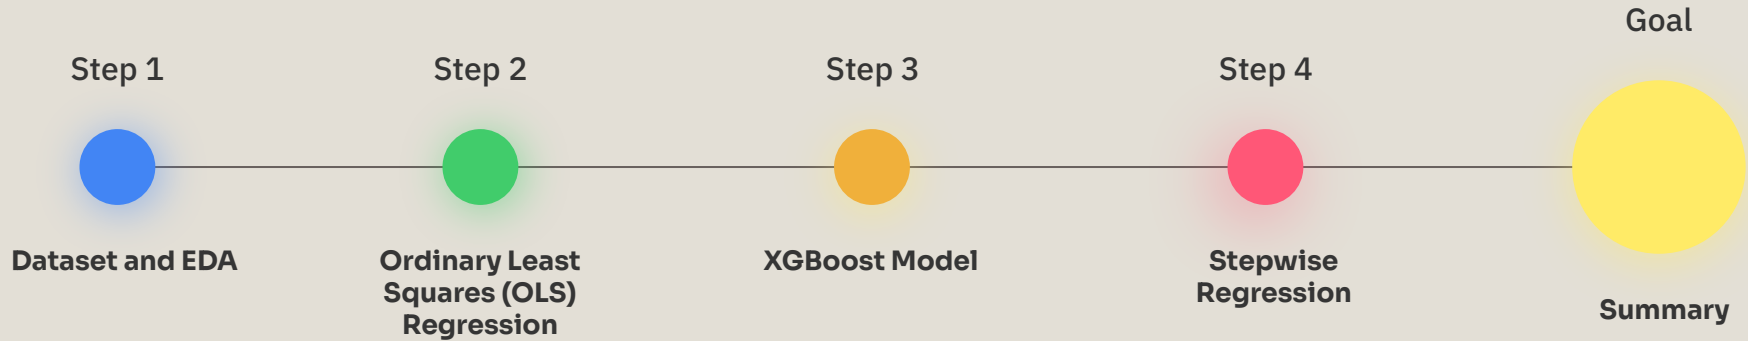 Goal
Step 1
Step 2
Step 3
Step 4
Dataset and EDA
Ordinary Least
Squares (OLS)
Regression
XGBoost Model
Stepwise
Regression
Summary